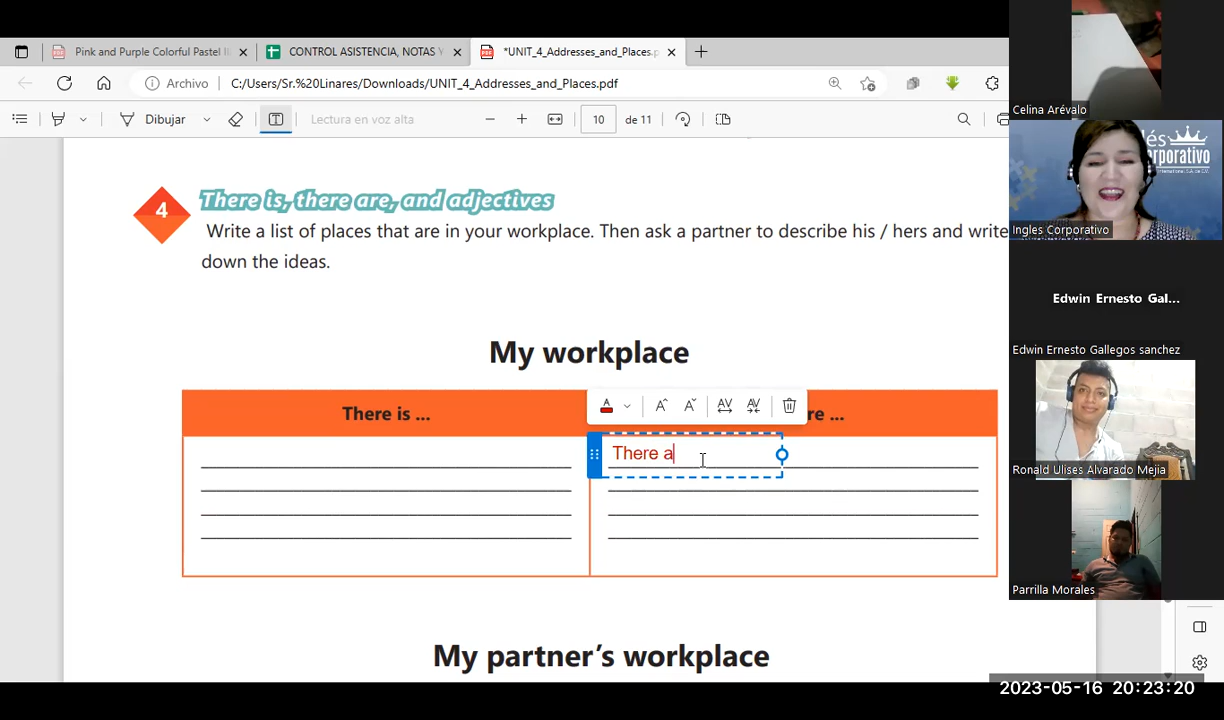 Pink and Purple Colorful Pastel Il
CONTROL ASISTENCIA, NOTAS Y
*UNIT_4_Addresses_and_Places.p
Archivo
C:/Users/Sr.%20Linares/Downloads/UNIT_4_Addresses_and_Places.pdf
Dibujar
Lectura en voz alta
10
de 11
4
There is, there are, and adjectives
Write a list of places that are in your workplace. Then ask a partner to describe his / hers and write
down the ideas.
My workplace
There is ...
re ...
There a
My partner's workplace
Celina Arévalo
lés
orporativo
Ingles Corporativo
Edwin Ernesto Gal...
Edwin Ernesto Gallegos sanchez
Ronald Ulises Alvarado Mejia
Parrilla Morales
2023-05-16 20:23:20